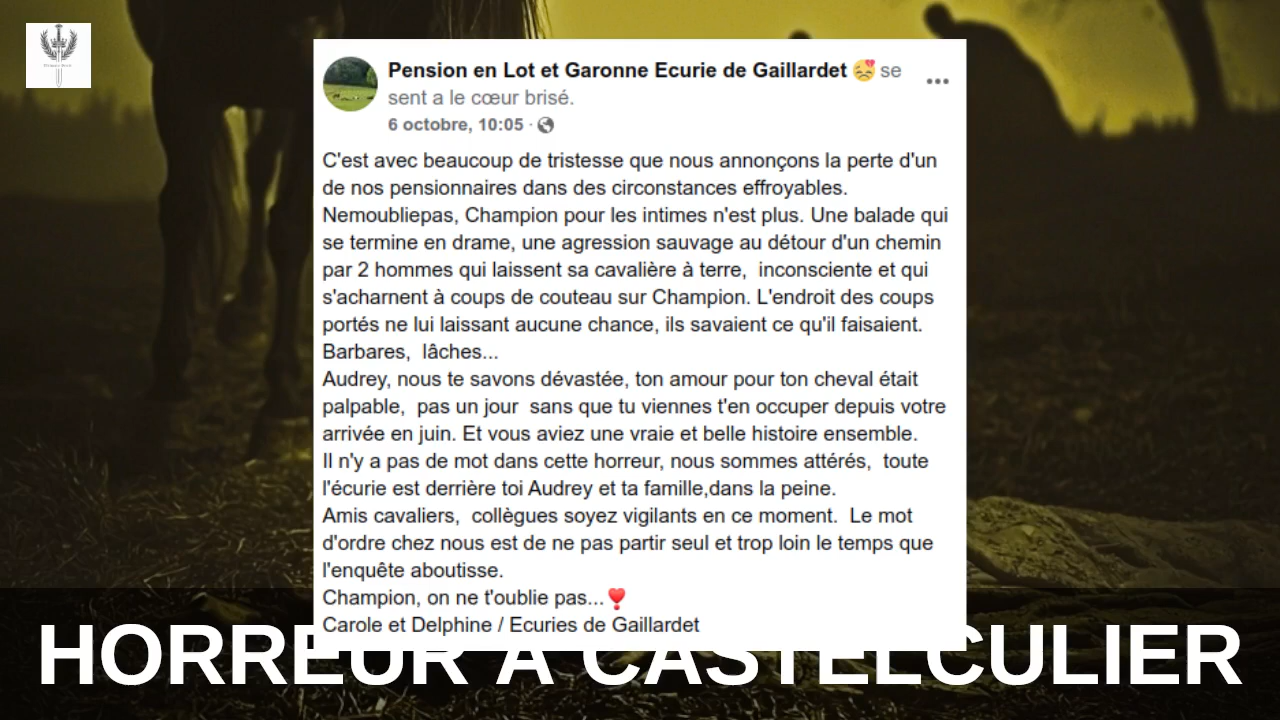 Pension en Lot et Garonne Ecurie de Gaillardet 😣 se
sent a le cœur brisé.
6 octobre, 10:05 ·
C'est avec beaucoup de tristesse que nous annonçons la perte d'un
de nos pensionnaires dans des circonstances effroyables.
Nemoubliepas, Champion pour les intimes n'est plus. Une balade qui
se termine en drame, une agression sauvage au détour d'un chemin
par 2 hommes qui laissent sa cavalière à terre,  inconsciente et qui
s'acharnent à coups de couteau sur Champion. L'endroit des coups
portés ne lui laissant aucune chance, ils savaient ce qu'il faisaient.
Barbares,  lâches...
Audrey, nous te savons dévastée, ton amour pour ton cheval était
palpable,  pas un jour  sans que tu viennes t'en occuper depuis votre
arrivée en juin. Et vous aviez une vraie et belle histoire ensemble.
Il n'y a pas de mot dans cette horreur, nous sommes attérés,  toute
l'écurie est derrière toi Audrey et ta famille,dans la peine.
Amis cavaliers,  collègues soyez vigilants en ce moment.  Le mot
d'ordre chez nous est de ne pas partir seul et trop loin le temps que
l'enquête aboutisse.
Champion, on ne t'oublie pas...❣
Carole et Delphine / Ecuries de Gaillardet
HORREUR A CASTELCULIER